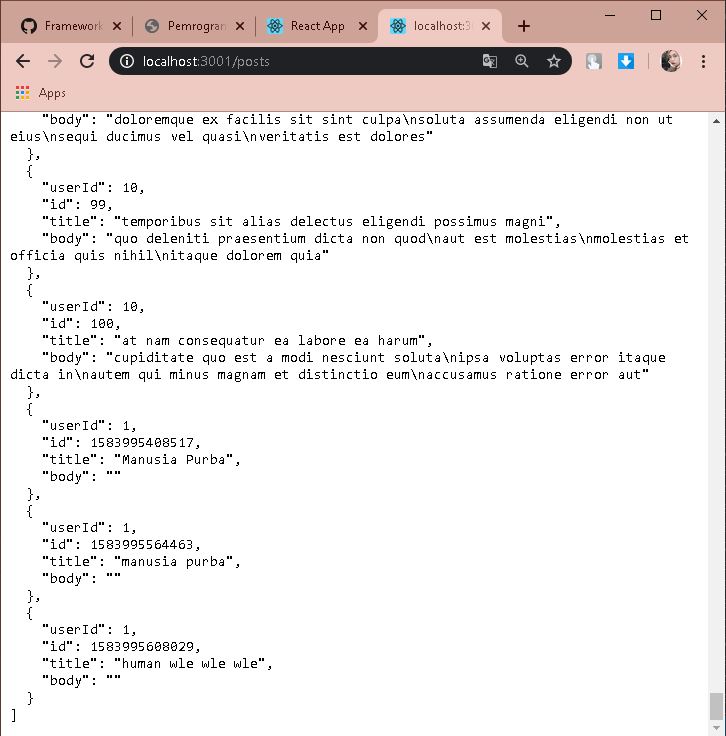 Framework
Pemrogran
React App
localhost:30
localhost:3001/posts
Apps
"body": "doloremque ex facilis sit sint culpa\nsoluta assumenda eligendi non ut
eius\nsequi ducimus vel quasi\nveritatis est dolores"
},
{
"userId": 10,
"id": 99,
"title": "temporibus sit alias delectus eligendi possimus magni",
"body": "quo deleniti praesentium dicta non quod\naut est molestias\nmolestias et
officia quis nihil\nitaque dolorem quia"
},
{
"userId": 10,
"id": 100,
"title": "at nam consequatur ea labore ea harum",
"body": "cupiditate quo est a modi nesciunt soluta\nipsa voluptas error itaque
dicta in\nautem qui minus magnam et distinctio eum\naccusamus ratione error aut"
},
{
"userId": 1,
"id": 1583995408517,
"title": "Manusia Purba",
"body": ""
},
{
"userId": 1,
"id": 1583995564463,
"title": "manusia purba",
"body": ""
},
{
"userId": 1,
"id": 1583995608029,
"title": "human wle wle wle",
"body": ""
}
]